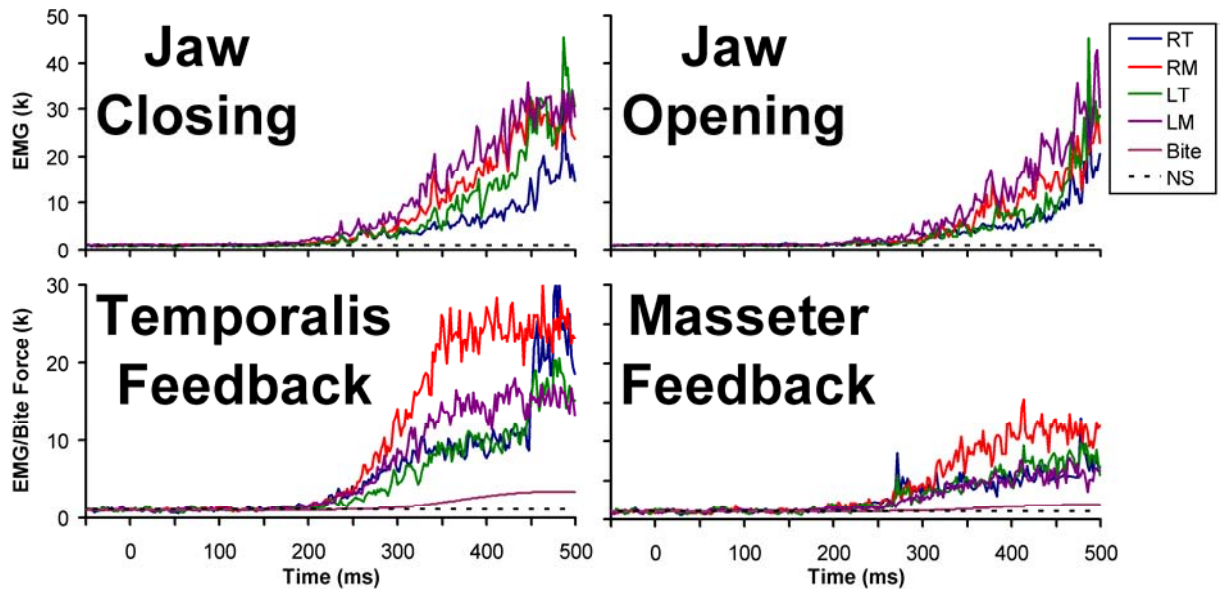 50
40
30
20
10
0
EMG (k)
Jaw
Closing
Jaw
Opening
RT
RM
LT
LM
Bite
NS
30
20
10
0
EMG/Bite Force (k)
Temporalis
Feedback
Masseter
Feedback
0 100 200 300 400 500
Time (ms)
0 100 200 300 400 500
Time (ms)